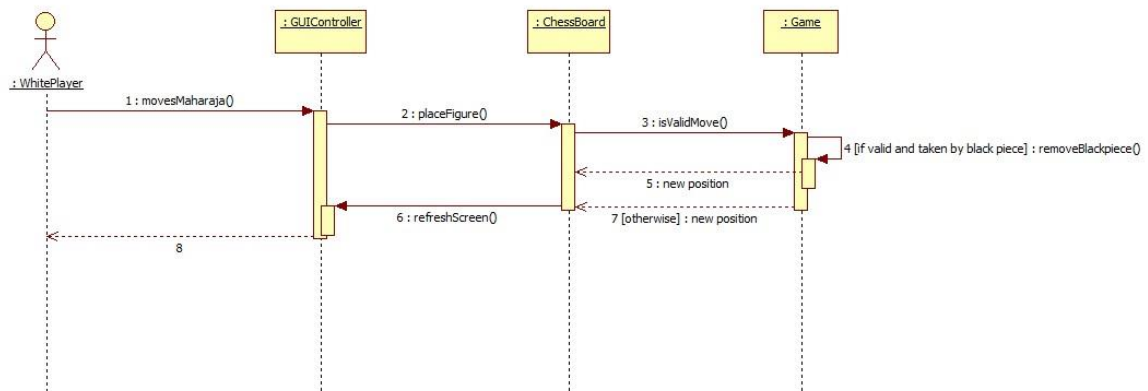 : GUIController
: ChessBoard
: Game
: WhitePlayer
1 : movesMaharaja()
2 : placeFigure()
3 : isValidMove()
4 [if valid and taken by black piece] : removeBlackpiece()
5 : new position
6 : refreshScreen()
7 [otherwise] : new position
8